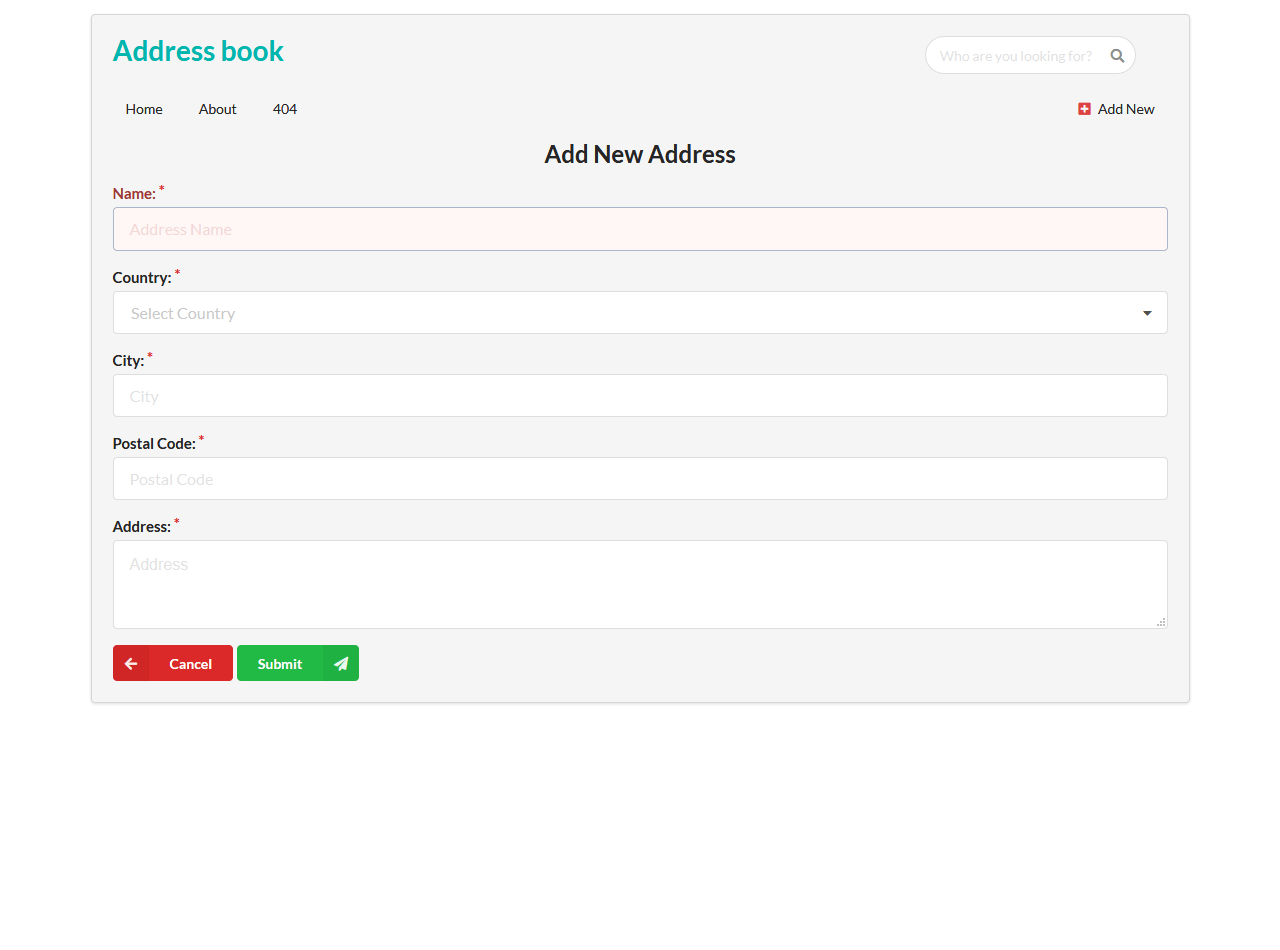 Address book
Who are you looking for?
Home About 404 Add New
Add New Address
Name: *
Address Name
Country: *
Select Country
City: *
City
Postal Code: *
Postal Code
Address: *
Address
Cancel Submit